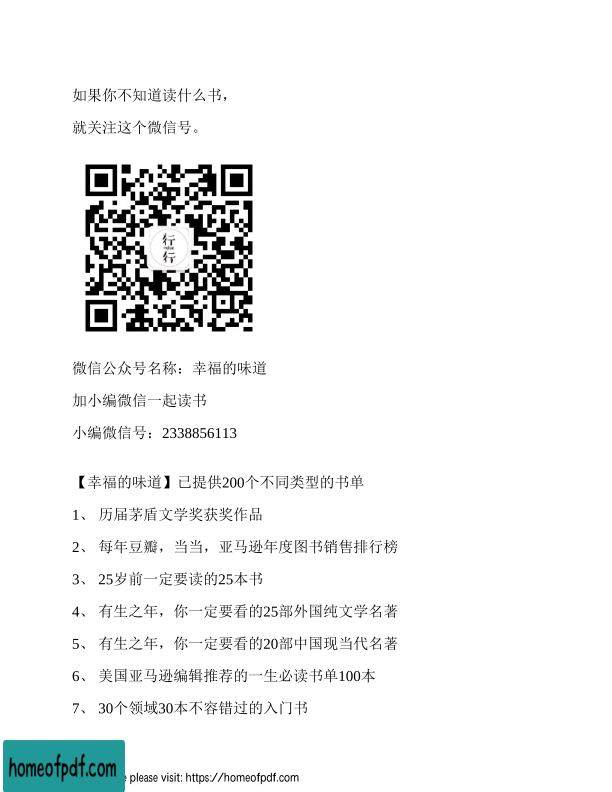 如果你不知道读什么书，
就关注这个微信号。
行
行
微信公众号名称：幸福的味道
加小编微信一起读书
小编微信号：2338856113
【幸福的味道】已提供200个不同类型的书单
1、 历届茅盾文学奖获奖作品
2、 每年豆瓣，当当，亚马逊年度图书销售排行榜
3、 25岁前一定要读的25本书
4、 有生之年，你一定要看的25部外国纯文学名著
5、 有生之年，你一定要看的20部中国现当代名著
6、 美国亚马逊编辑推荐的一生必读书单100本
7、 30个领域30本不容错过的入门书
homeofpdf.com
please visit: https://homeofpdf.com